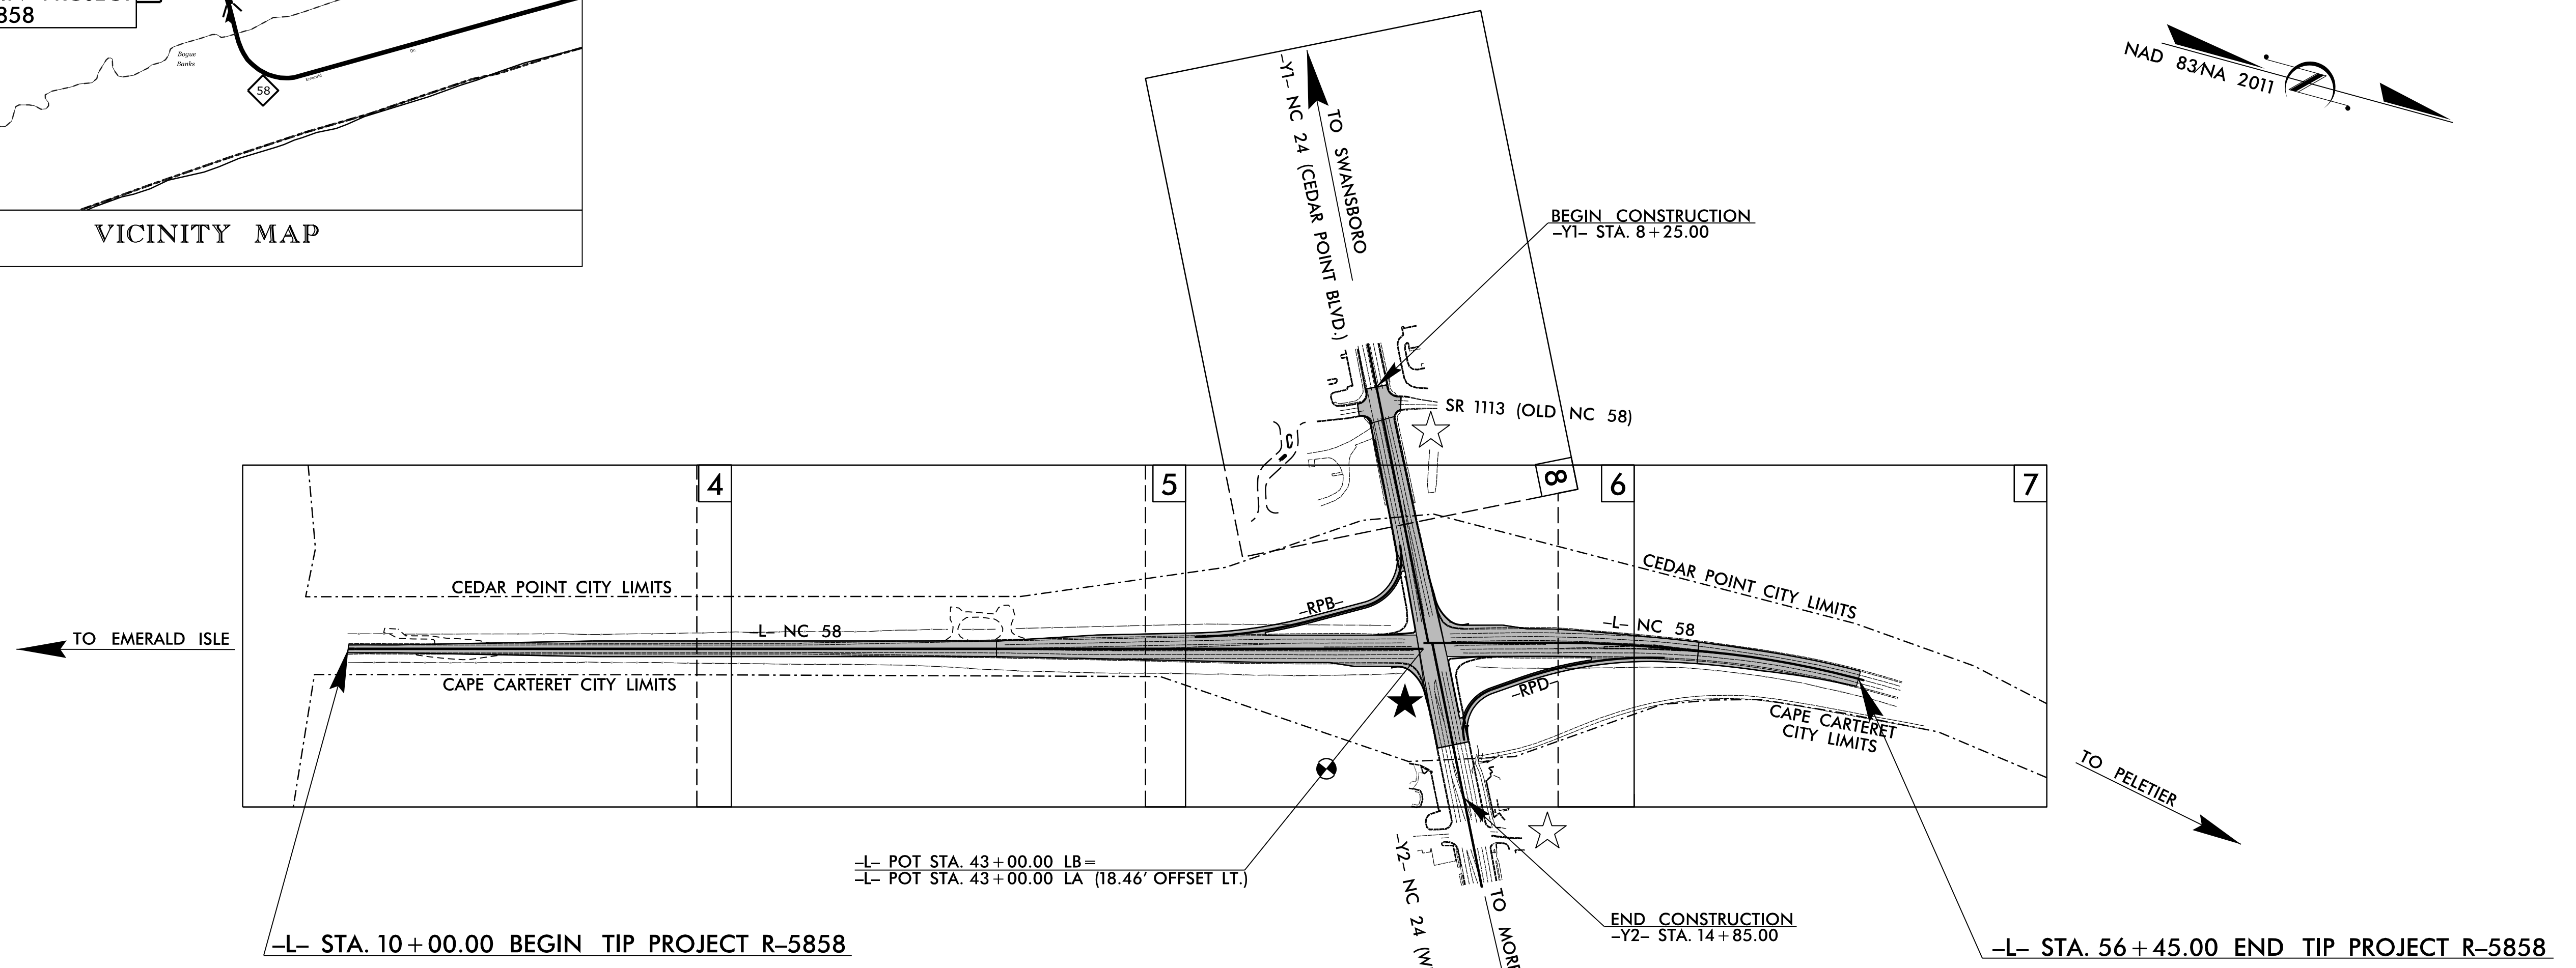 5858
Bogue
Banks
58
Emerald
Dr.
VICINITY MAP
NAD 83/NA 2011
-Y1- NC 24 (CEDAR POINT BLVD.)
TO SWANSBORO
BEGIN CONSTRUCTION
-Y1- STA. 8+25.00
SR 1113 (OLD NC 58)
4
5
8
6
7
CEDAR POINT CITY LIMITS
CEDAR POINT CITY LIMITS
-RPB-
-L- NC 58
-L- NC 58
TO EMERALD ISLE
CAPE CARTERET CITY LIMITS
-RPD-
CAPE CARTERET
CITY LIMITS
TO PELETIER
-L- POT STA. 43+00.00 LB=
-L- POT STA. 43+00.00 LA (18.46' OFFSET LT.)
-Y2- NC 24 (W
TO MORE
END CONSTRUCTION
-Y2- STA. 14+85.00
-L- STA. 10+00.00 BEGIN TIP PROJECT R-5858
-L- STA. 56+45.00 END TIP PROJECT R-5858